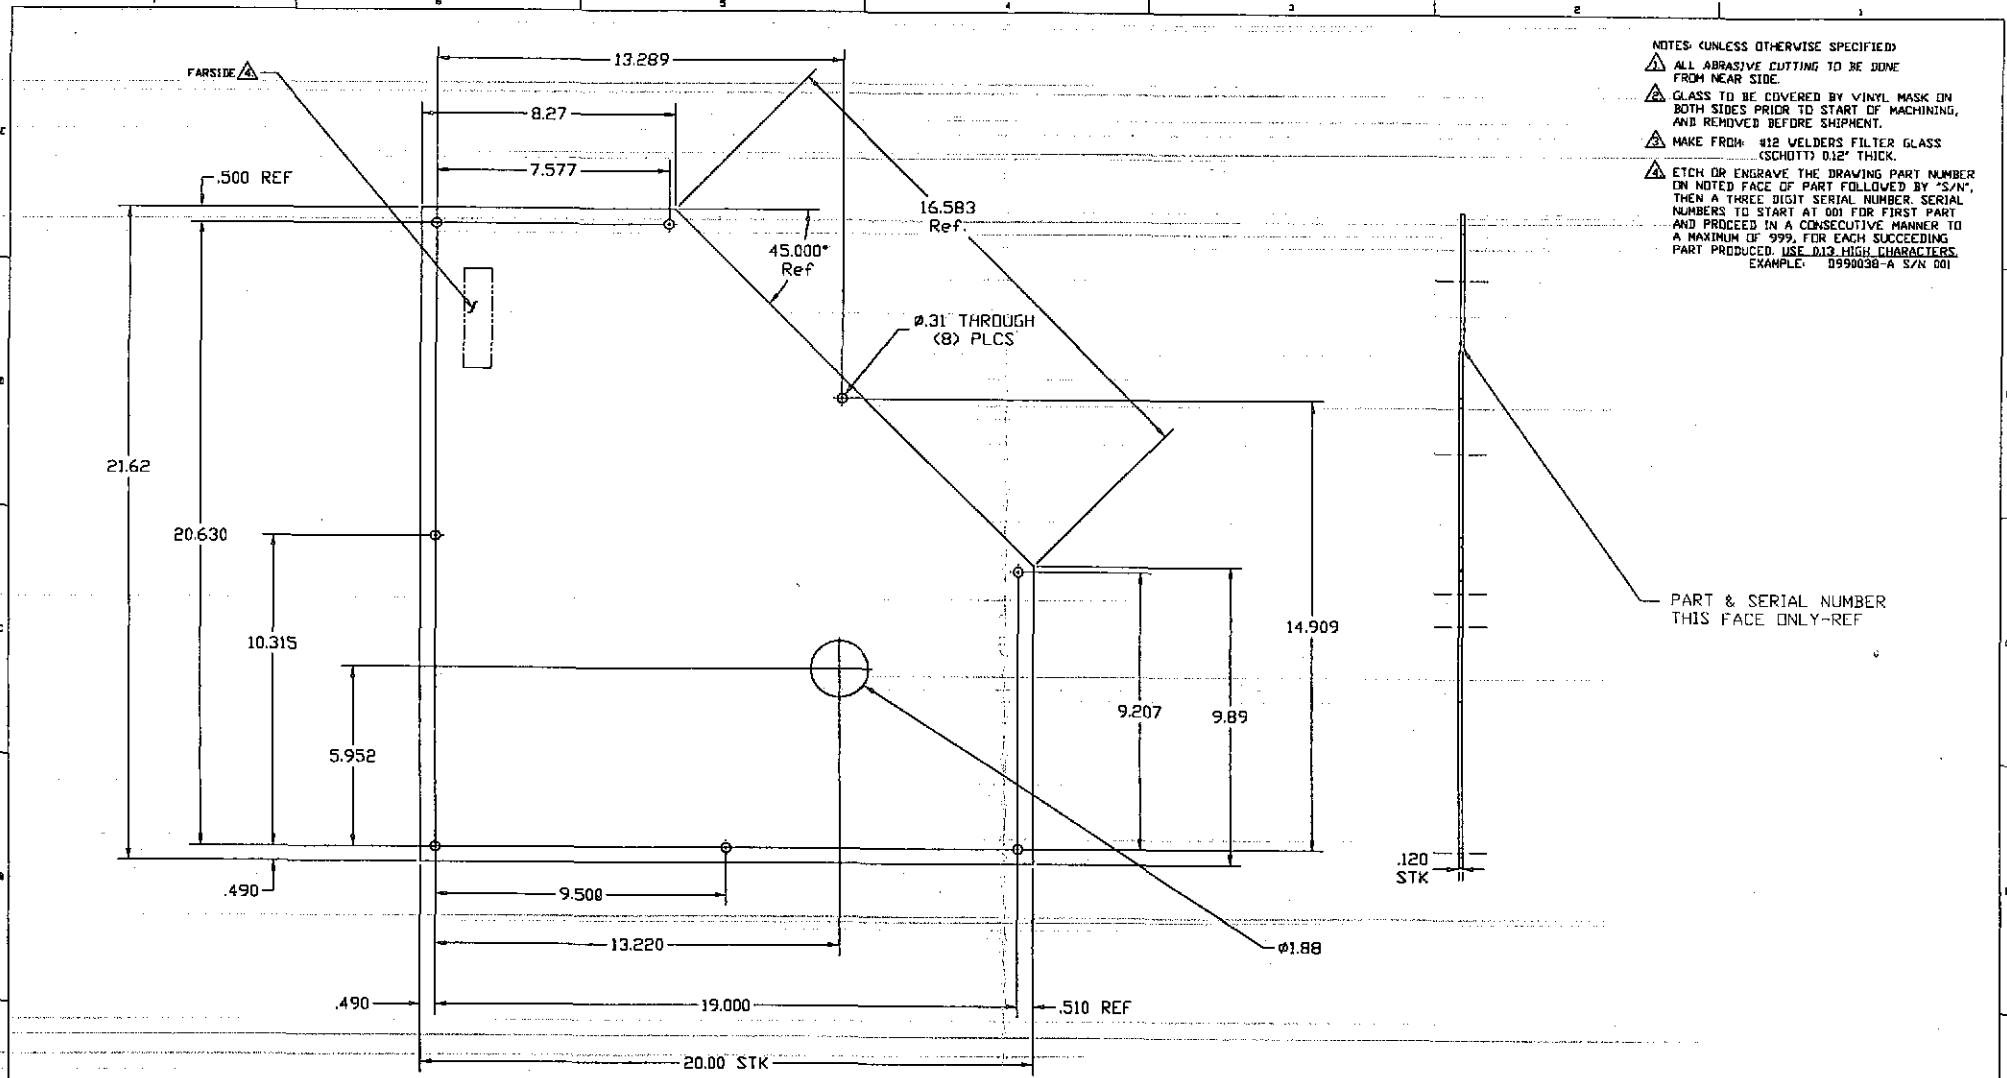 6
5
4
3
2
1
NOTES: (UNLESS OTHERWISE SPECIFIED)
1 ALL ABRASIVE CUTTING TO BE DONE
FROM NEAR SIDE.
2 GLASS TO BE COVERED BY VINYL MASK ON
BOTH SIDES PRIOR TO START OF MACHINING,
AND REMOVED BEFORE SHIPMENT.
3 MAKE FROM: #12 WELDERS FILTER GLASS
(SCHOTT) 0.12" THICK.
4 ETCH OR ENGRAVE THE DRAWING PART NUMBER
ON NOTED FACE OF PART FOLLOWED BY "S/N",
THEN A THREE DIGIT SERIAL NUMBER. SERIAL
NUMBERS TO START AT 001 FOR FIRST PART
AND PROCEED IN A CONSECUTIVE MANNER TO
A MAXIMUM OF 999, FOR EACH SUCCEEDING
PART PRODUCED. USE 0.13 HIGH CHARACTERS.
EXAMPLE: D990038-A S/N 001
FARSIDE 4
13.289
8.27
7.577
.500 REF
16.583
Ref.
45.000°
Ref
Ø.31 THROUGH
(8) PLCS
21.62
20.630
10.315
5.952
14.909
9.207
9.89
PART & SERIAL NUMBER
THIS FACE ONLY-REF
.120
STK
.490
9.500
13.220
Ø1.88
.490
19.000
.510 REF
20.00 STK